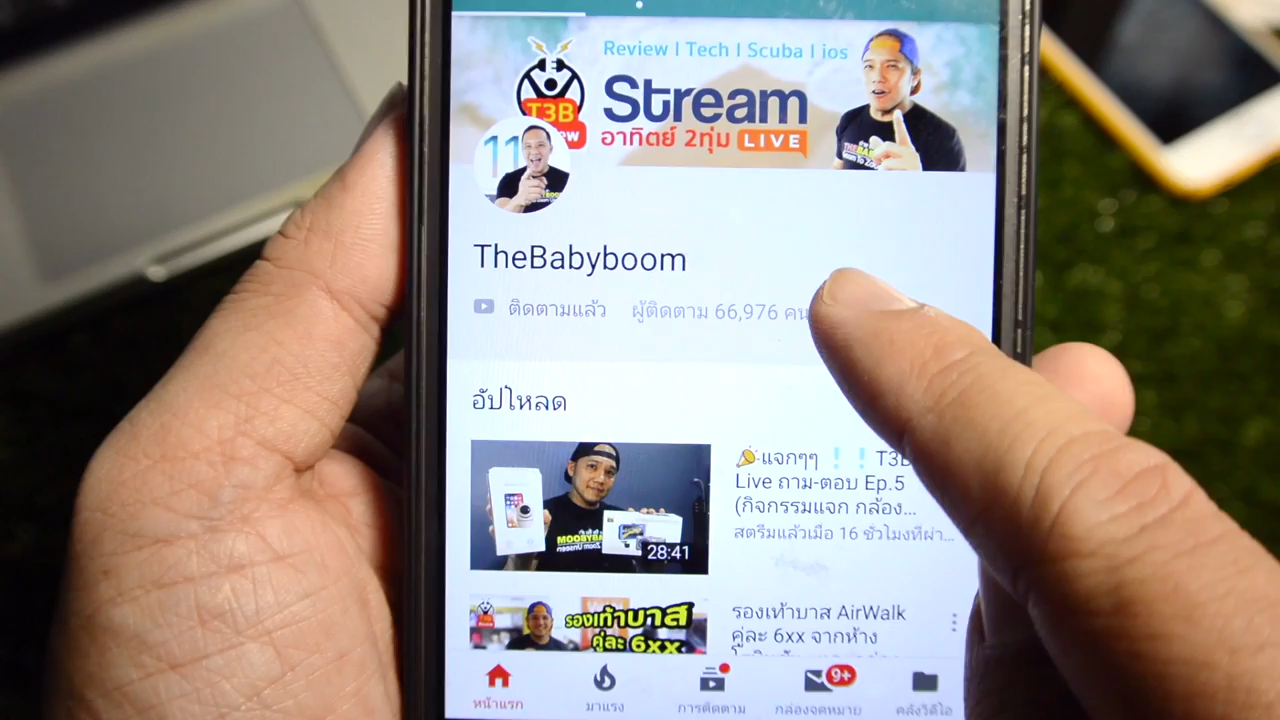 Review | Tech | Scuba | ios
T3B
Stream
อาทิตย์ 2ทุ่ม LIVE
11
TheBabyboom
ติดตามแล้ว ผู้ติดตาม 66,976 คน
อัปโหลด
🎉แจกๆๆ ❕❕ T3B
Live ถาม-ตอบ Ep.5
(กิจกรรมแจก กล้อง...
สตรีมแล้วเมื่อ 16 ชั่วโมงที่ผ่า...
28:41
รองเท้าบาส
คู่ละ 6xx
รองเท้าบาส AirWalk
คู่ละ 6xx จากห้าง
9+
หน้าแรก
มาแรง
การติดตาม
กล่องจดหมาย
คลังวิดีโอ